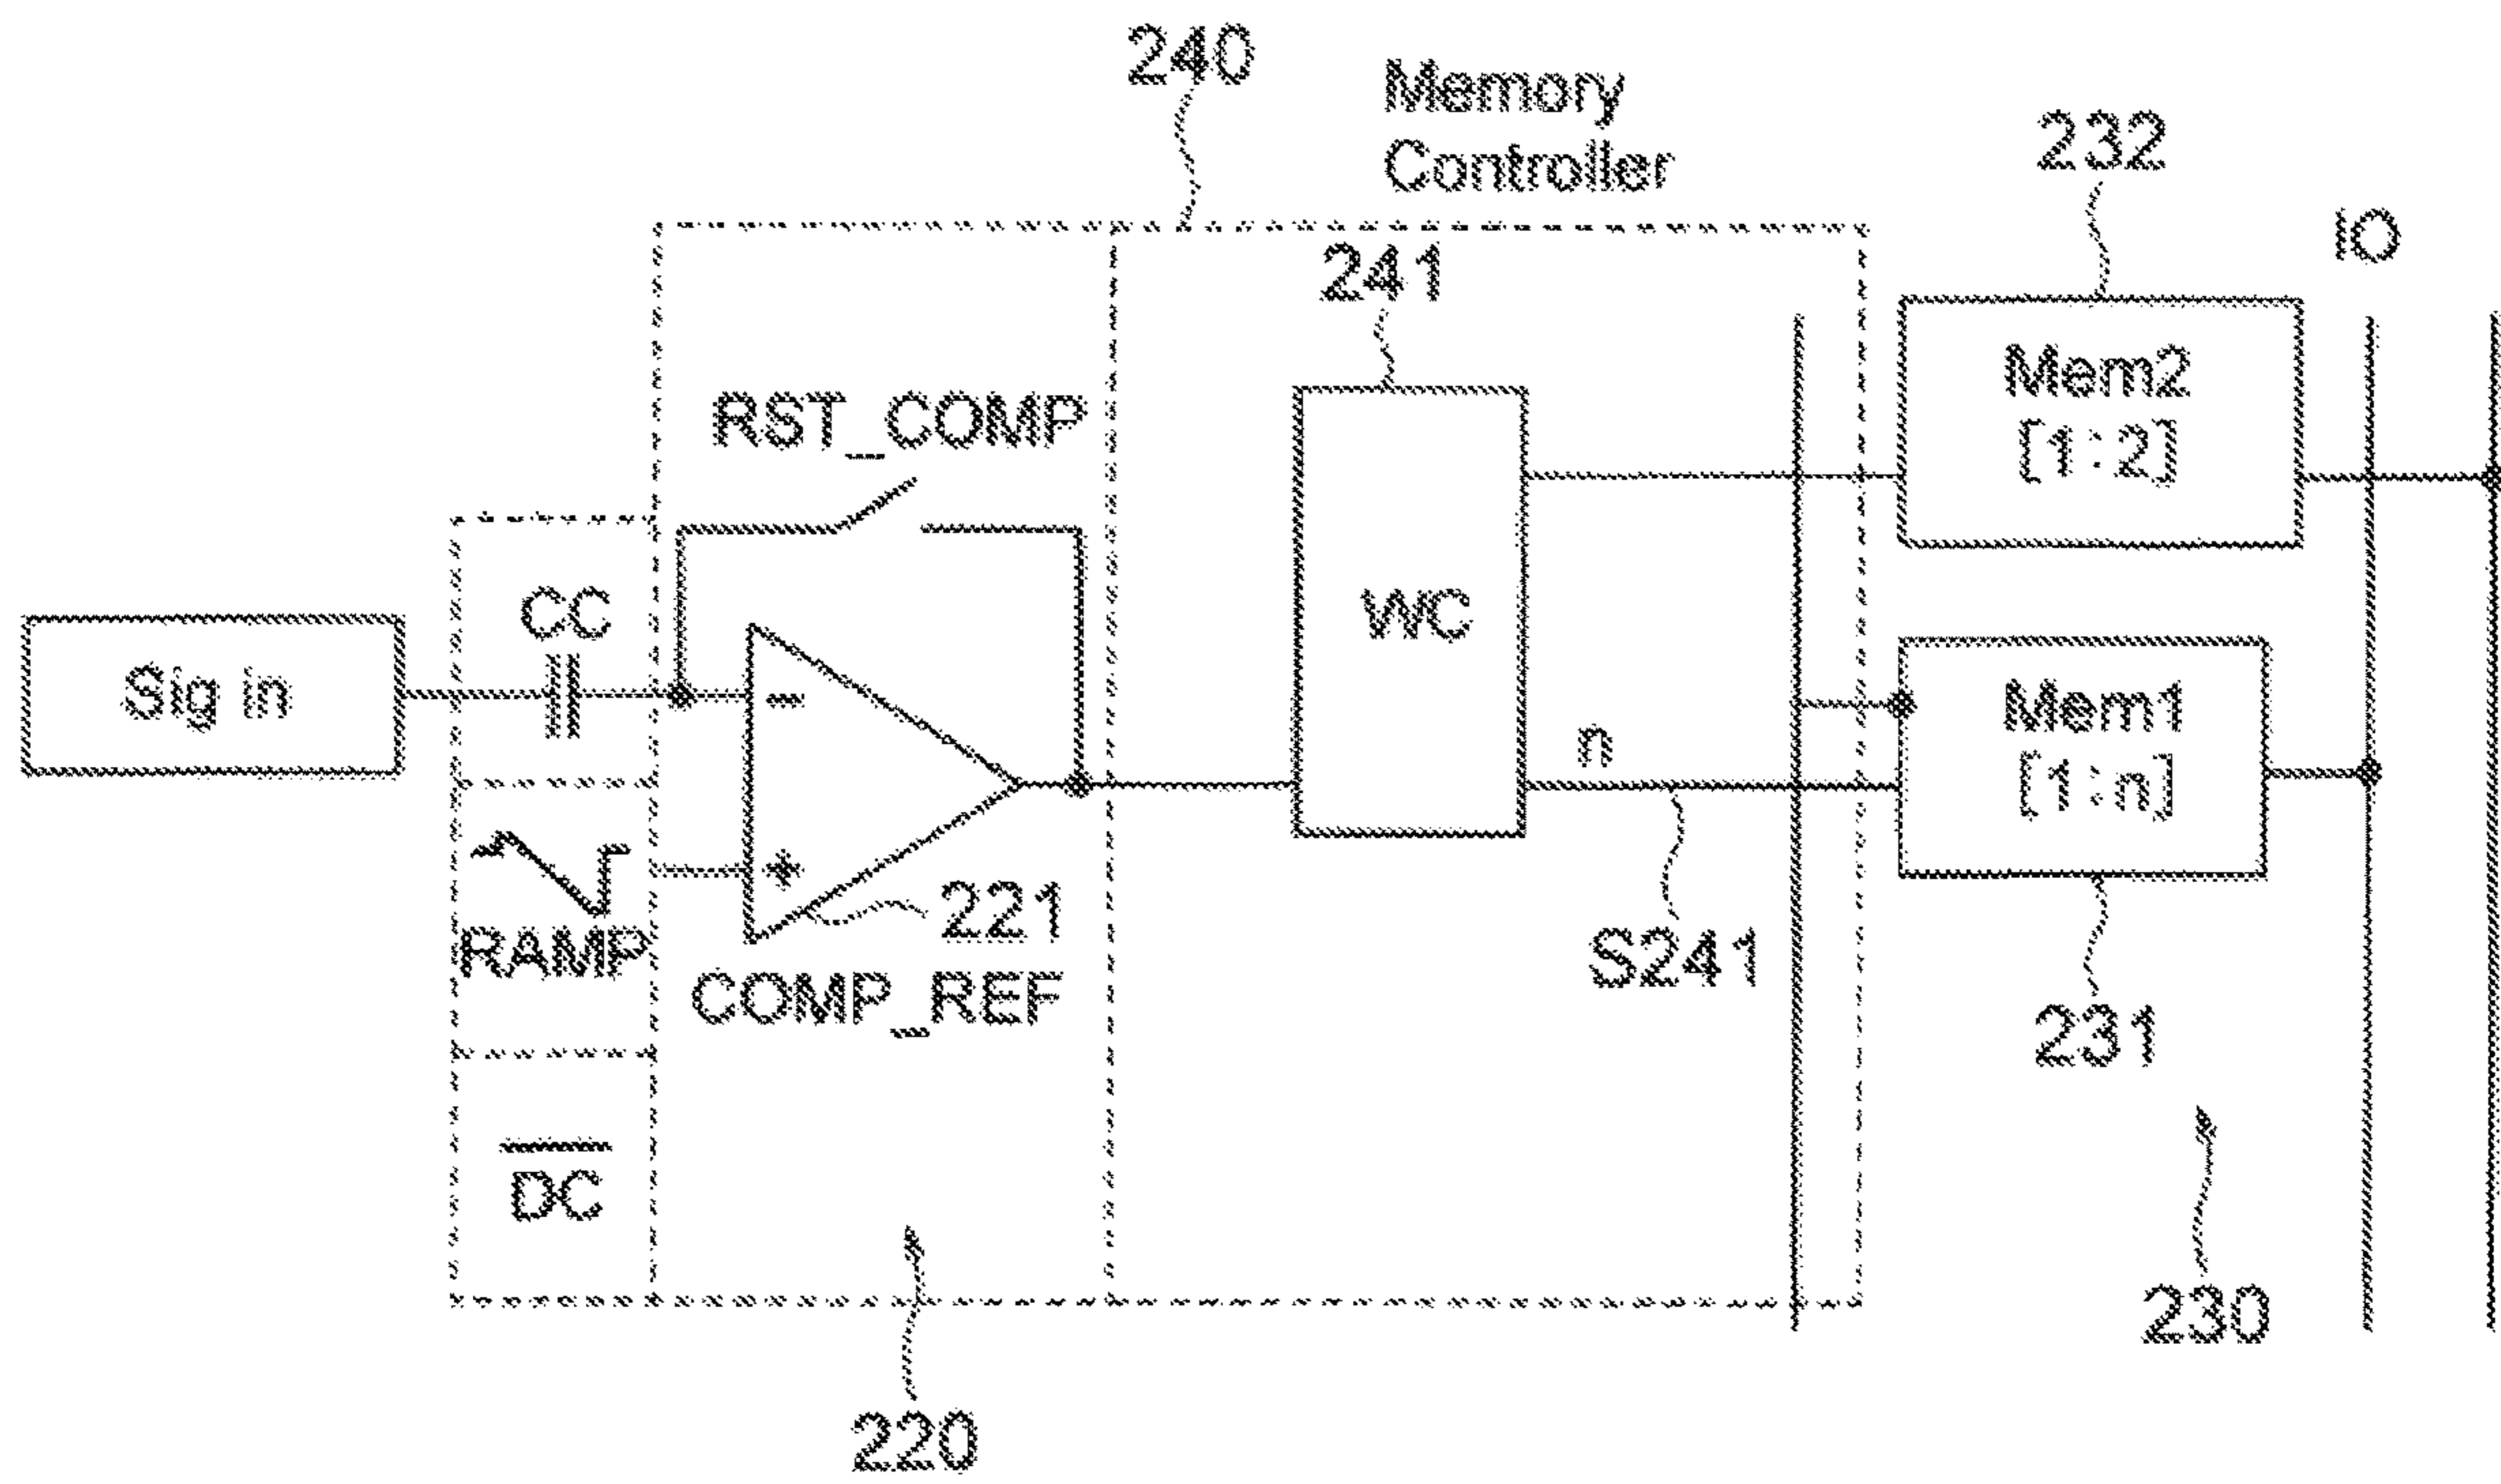 240
Memory
Controller
232
IO
241
Mem2
[1:2]
RST_COMP
CC
WC
Sig in
-
Mem1
[1:n]
n
+
221
RAMP
COMP_REF
S241
231
DC
230
220